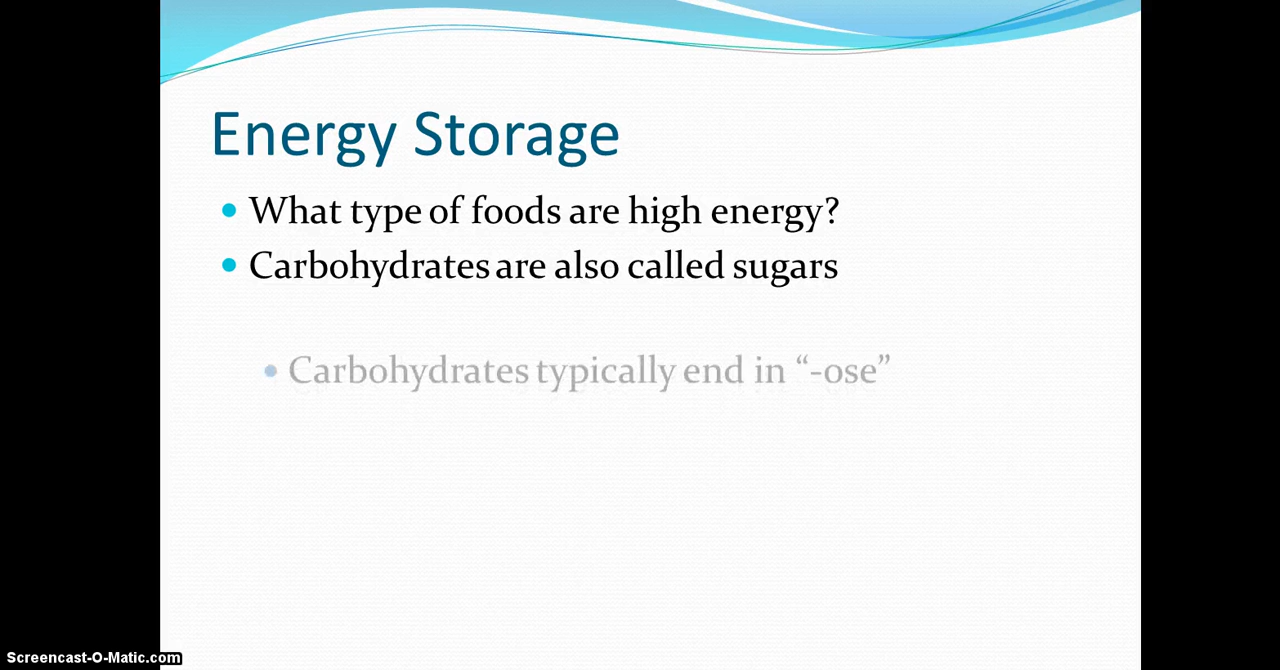 Energy Storage
• What type of foods are high energy?
• Carbohydrates are also called sugars
• Carbohydrates typically end in “-ose”
Screencast-O-Matic.com